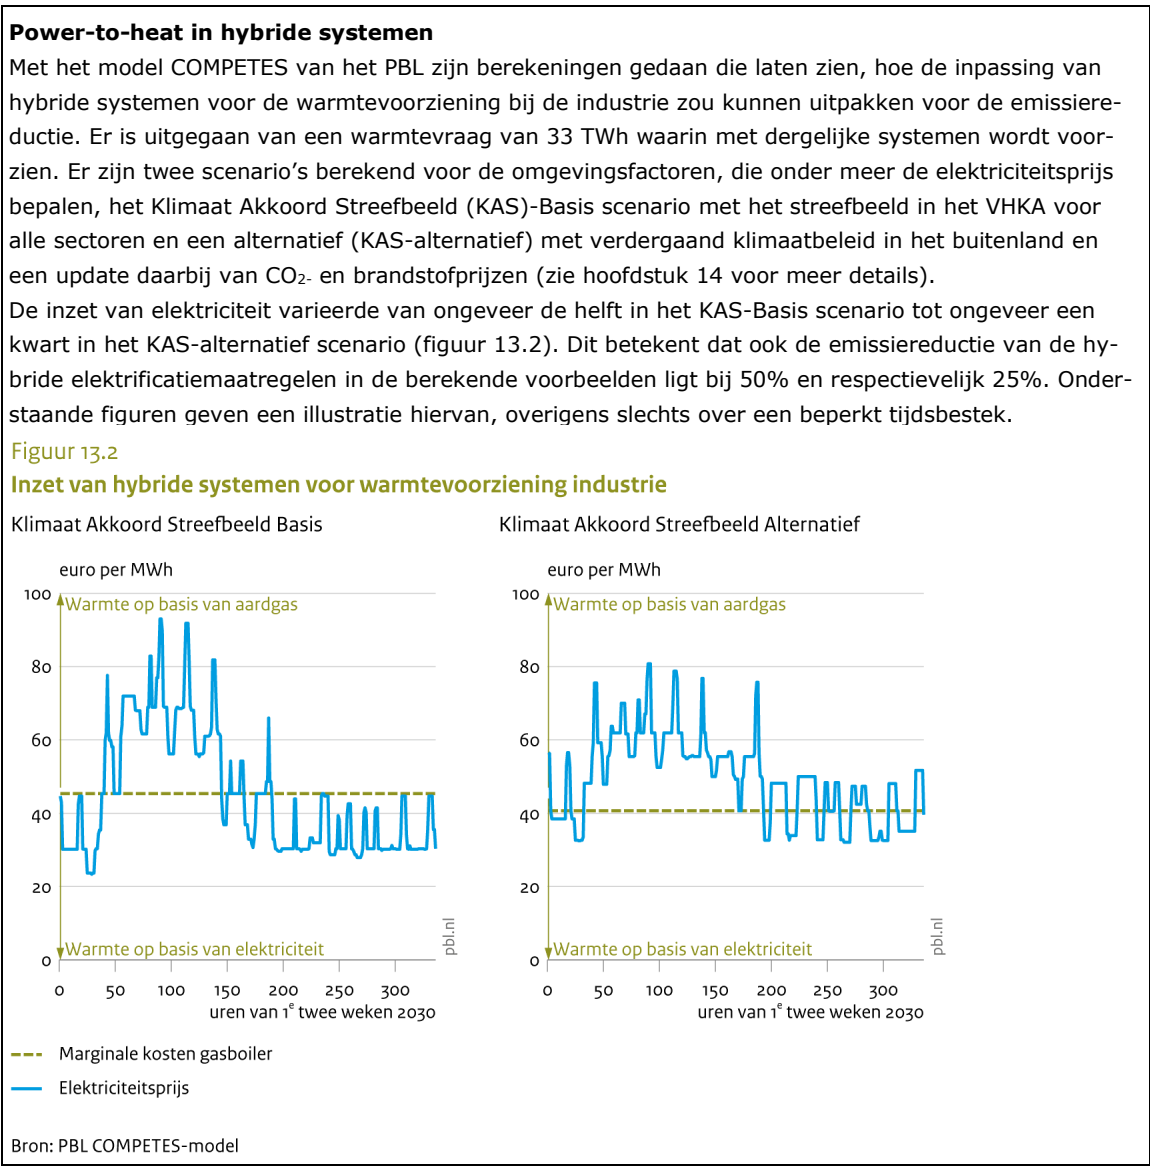 Power-to-heat in hybride systemen
Met het model COMPETES van het PBL zijn berekeningen gedaan die laten zien, hoe de inpassing van
hybride systemen voor de warmtevoorziening bij de industrie zou kunnen uitpakken voor de emissiere-
ductie. Er is uitgegaan van een warmtevraag van 33 TWh waarin met dergelijke systemen wordt voor-
zien. Er zijn twee scenario’s berekend voor de omgevingsfactoren, die onder meer de elektriciteitsprijs
bepalen, het Klimaat Akkoord Streefbeeld (KAS)-Basis scenario met het streefbeeld in het VHKA voor
alle sectoren en een alternatief (KAS-alternatief) met verdergaand klimaatbeleid in het buitenland en
een update daarbij van CO2- en brandstofprijzen (zie hoofdstuk 14 voor meer details).
De inzet van elektriciteit varieerde van ongeveer de helft in het KAS-Basis scenario tot ongeveer een
kwart in het KAS-alternatief scenario (figuur 13.2). Dit betekent dat ook de emissiereductie van de hy-
bride elektrificatiemaatregelen in de berekende voorbeelden ligt bij 50% en respectievelijk 25%. Onder-
staande figuren geven een illustratie hiervan, overigens slechts over een beperkt tijdsbestek.
Figuur 13.2
Inzet van hybride systemen voor warmtevoorziening industrie
Klimaat Akkoord Streefbeeld Basis
euro per MWh
100
Warmte op basis van aardgas
80
60
40
20
Warmte op basis van elektriciteit
0
0 50 100 150 200 250 300
uren van 1e twee weken 2030
pbl.nl
Klimaat Akkoord Streefbeeld Alternatief
euro per MWh
100
Warmte op basis van aardgas
80
60
40
20
Warmte op basis van elektriciteit
0
0 50 100 150 200 250 300
uren van 1e twee weken 2030
pbl.nl
Marginale kosten gasboiler
Elektriciteitsprijs
Bron: PBL COMPETES-model